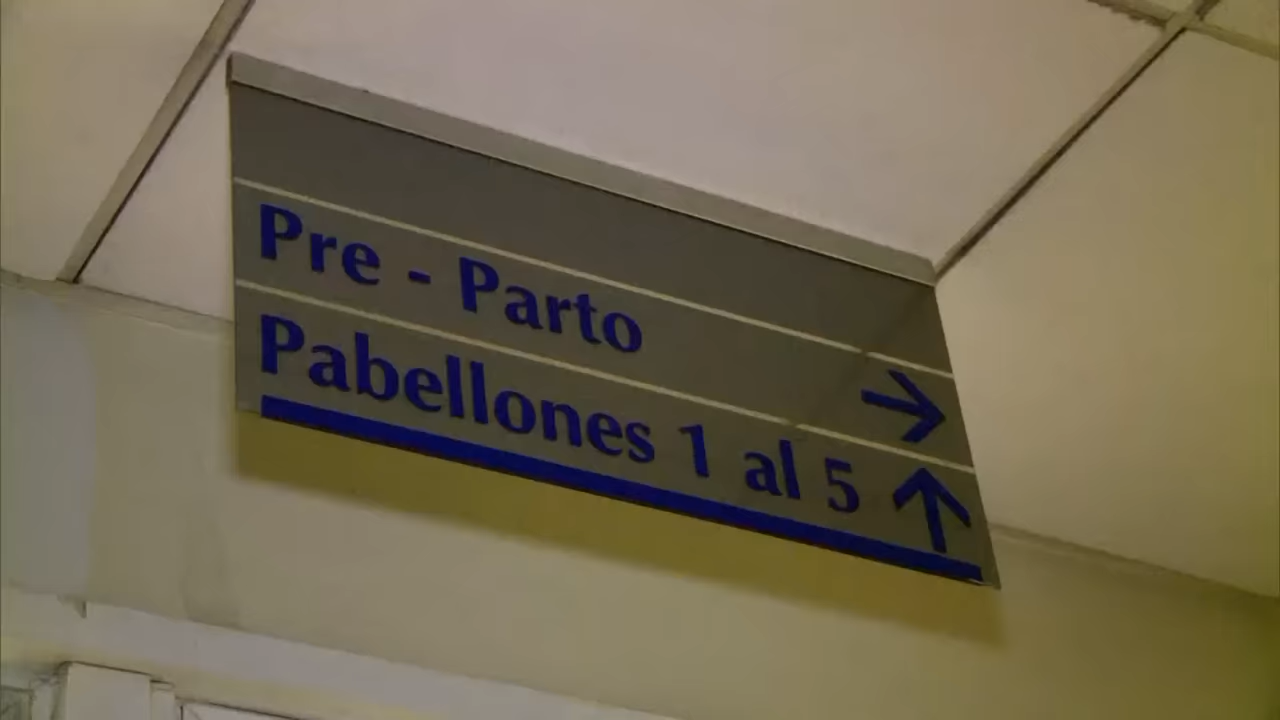 Pre - Parto →
Pabellones 1 al 5 ↑